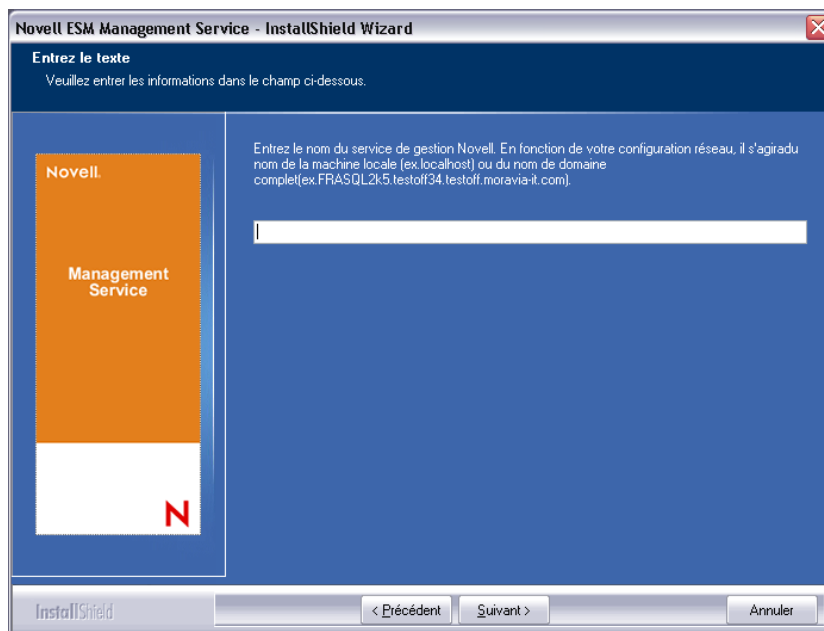 Novell ESM Management Service - InstallShield Wizard
Entrez le texte
Veuillez entrer les informations dans le champ ci-dessous.
Novell.
Management
Service
N
Entrez le nom du service de gestion Novell. En fonction de votre configuration réseau, il s'agiradu
nom de la machine locale (ex.localhost) ou du nom de domaine
complet(ex.FRASQL2k5.testoff34.testoff.moravia-it.com).
InstallShield
< Précédent
Suivant >
Annuler